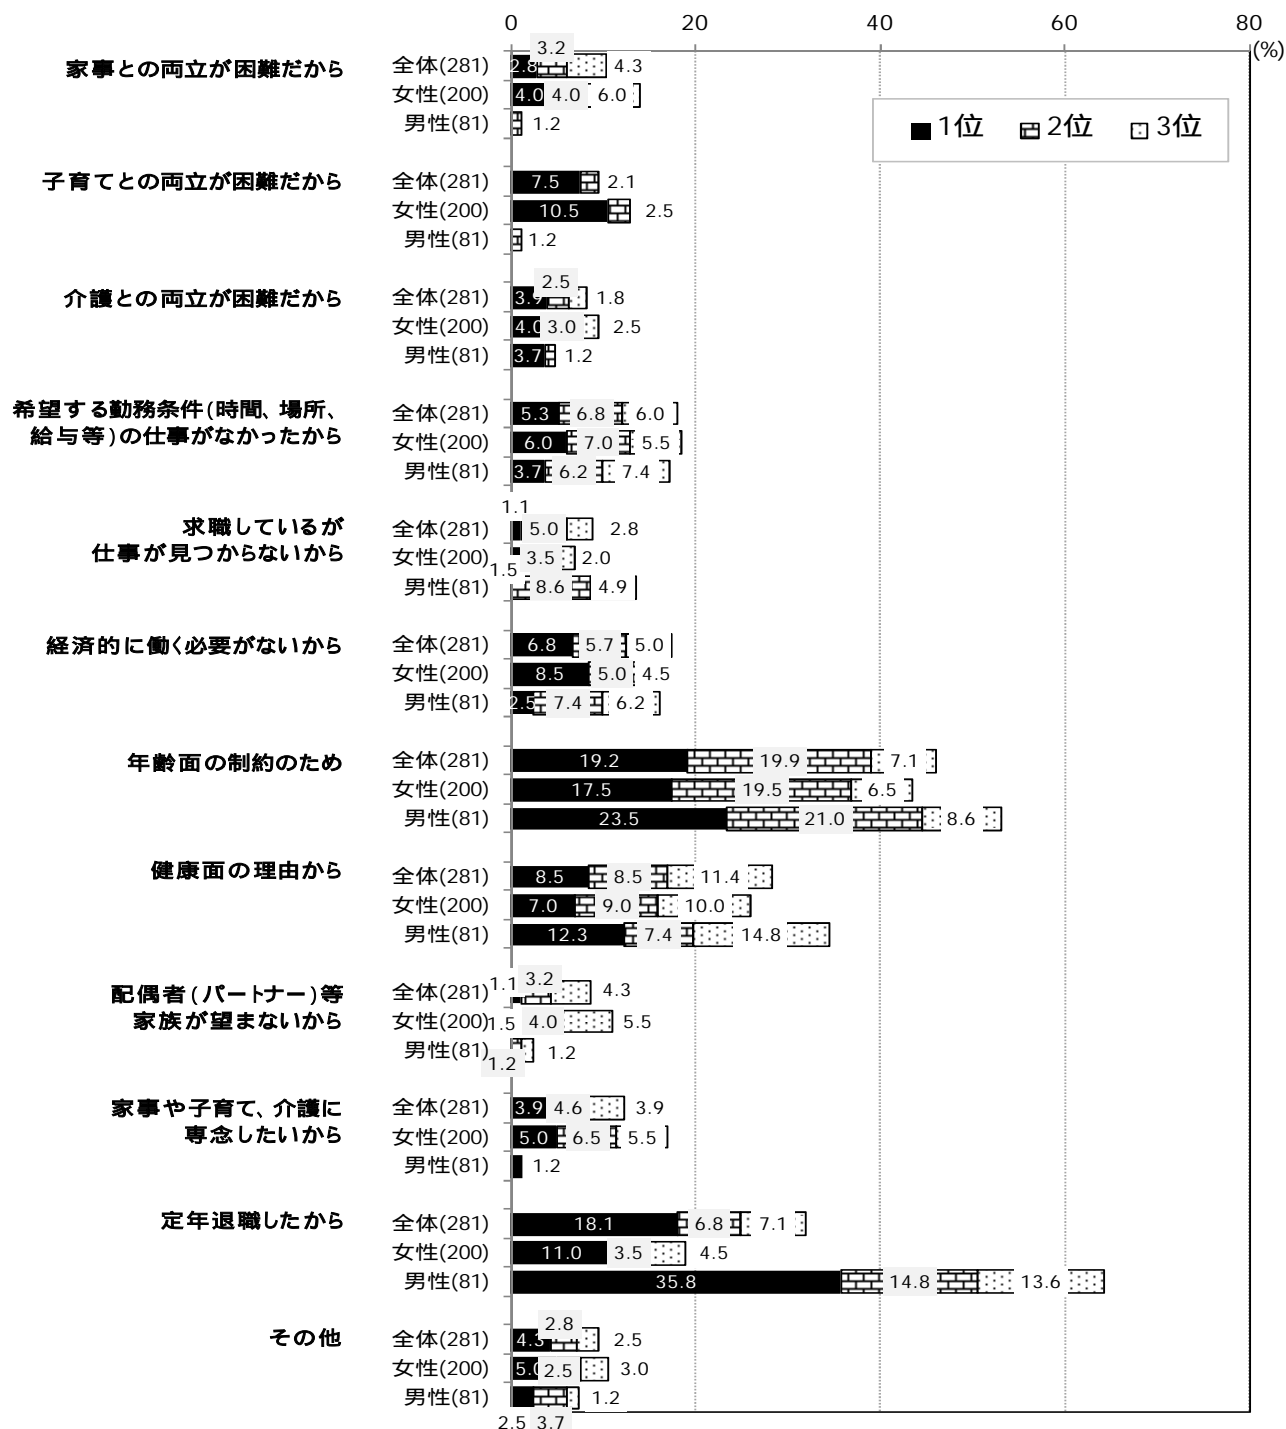 0 20 40 60 80
(%)
1位 2位 3位
家事との両立が困難だから
全体(281) 2.8 3.2 4.3
女性(200) 4.0 4.0 6.0
男性(81) 1.2
子育てとの両立が困難だから
全体(281) 7.5 2.1
女性(200) 10.5 2.5
男性(81) 1.2
介護との両立が困難だから
全体(281) 3.9 2.5 1.8
女性(200) 4.0 3.0 2.5
男性(81) 3.7 1.2
希望する勤務条件(時間、場所、
給与等)の仕事がなかったから
全体(281) 5.3 6.8 6.0
女性(200) 6.0 7.0 5.5
男性(81) 3.7 6.2 7.4
求職しているが
仕事が見つからないから
全体(281) 1.1 5.0 2.8
女性(200) 1.5 3.5 2.0
男性(81) 8.6 4.9
経済的に働く必要がないから
全体(281) 6.8 5.7 5.0
女性(200) 8.5 5.0 4.5
男性(81) 2.5 7.4 6.2
年齢面の制約のため
全体(281) 19.2 19.9 7.1
女性(200) 17.5 19.5 6.5
男性(81) 23.5 21.0 8.6
健康面の理由から
全体(281) 8.5 8.5 11.4
女性(200) 7.0 9.0 10.0
男性(81) 12.3 7.4 14.8
配偶者(パートナー)等
家族が望まないから
全体(281) 1.1 3.2 4.3
女性(200) 1.5 4.0 5.5
男性(81) 1.2 1.2
家事や子育て、介護に
専念したいから
全体(281) 3.9 4.6 3.9
女性(200) 5.0 6.5 5.5
男性(81) 1.2
定年退職したから
全体(281) 18.1 6.8 7.1
女性(200) 11.0 3.5 4.5
男性(81) 35.8 14.8 13.6
その他
全体(281) 4.3 2.8 2.5
女性(200) 5.0 2.5 3.0
男性(81) 2.5 3.7 1.2